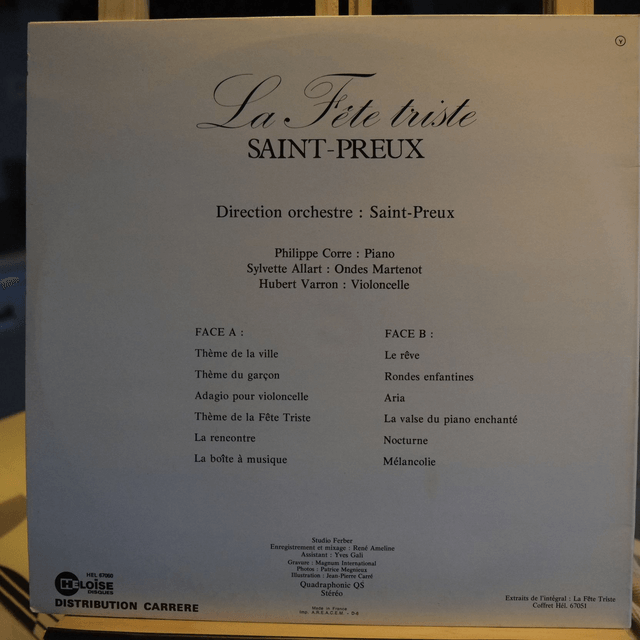 Y
La Fête triste
SAINT-PREUX
Direction orchestre : Saint-Preux
Philippe Corre : Piano
Sylvette Allart : Ondes Martenot
Hubert Varron : Violoncelle
FACE A :
Thème de la ville
Thème du garçon
Adagio pour violoncelle
Thème de la Fête Triste
La rencontre
La boîte à musique
FACE B :
Le rêve
Rondes enfantines
Aria
La valse du piano enchanté
Nocturne
Mélancolie
Studio Ferber
Enregistrement et mixage : René Ameline
Assistant : Yves Gall
Gravure : Magnum International
Photos : Patrice Magnieux
Illustration : Jean-Pierre Carré
Quadraphonic QS
Stéréo
Made in France
Imp. A.R.E.A.C.E.M.
HÉL
HÉLOÏSE
DISQUES
DISTRIBUTION CARRERE
Extraits de l'intégral : La Fête Triste
Coffret Hél. 67051